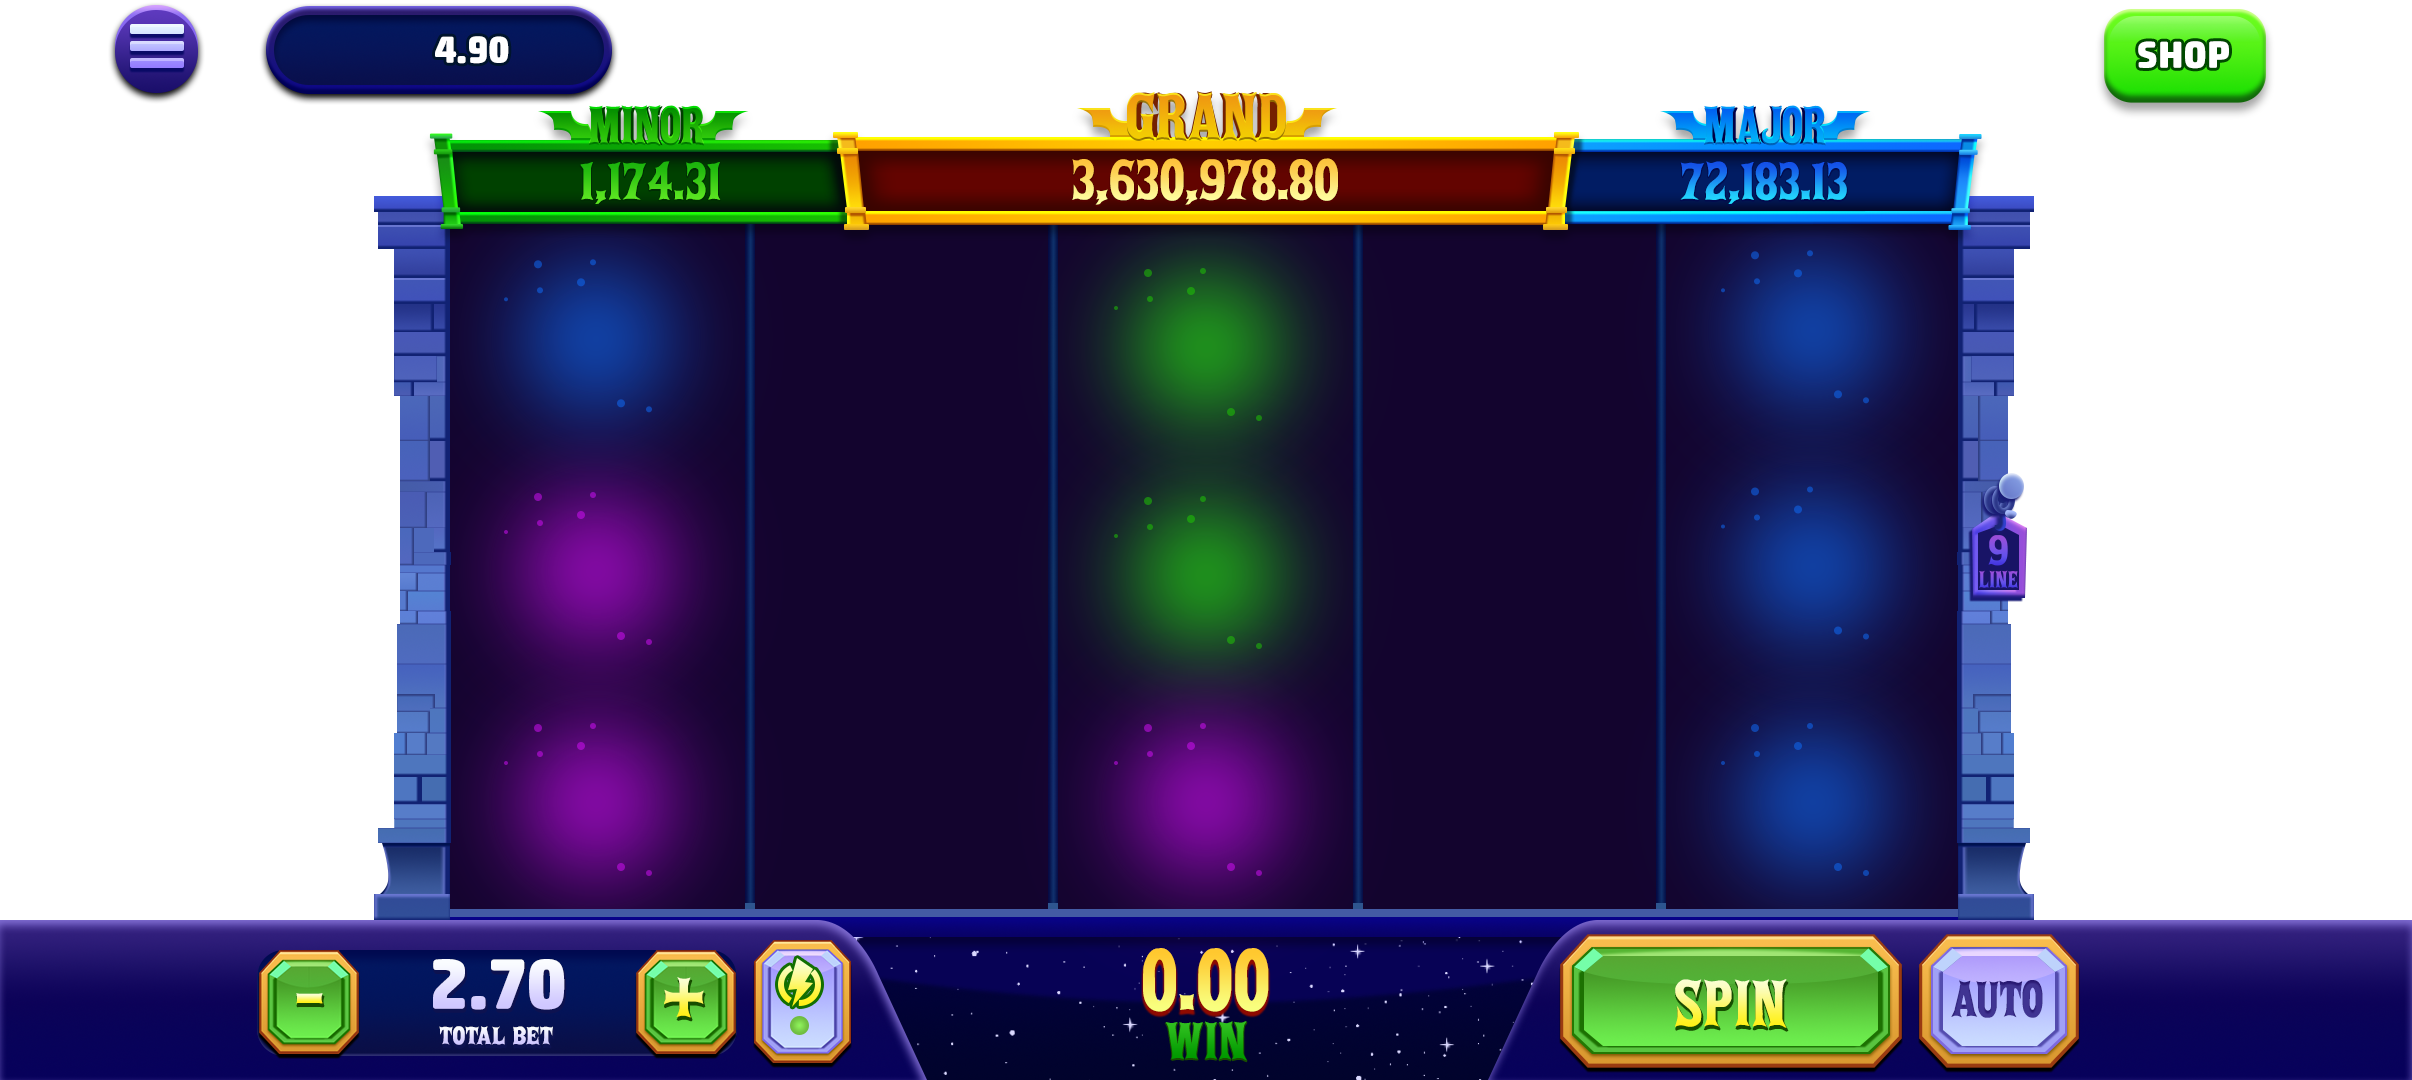 4.90
SHOP
MINOR
GRAND
MAJOR
1,174.31
3,630,978.80
72,183.13
9
LINE
-
2.70
+
TOTAL BET
0.00
WIN
SPIN
AUTO